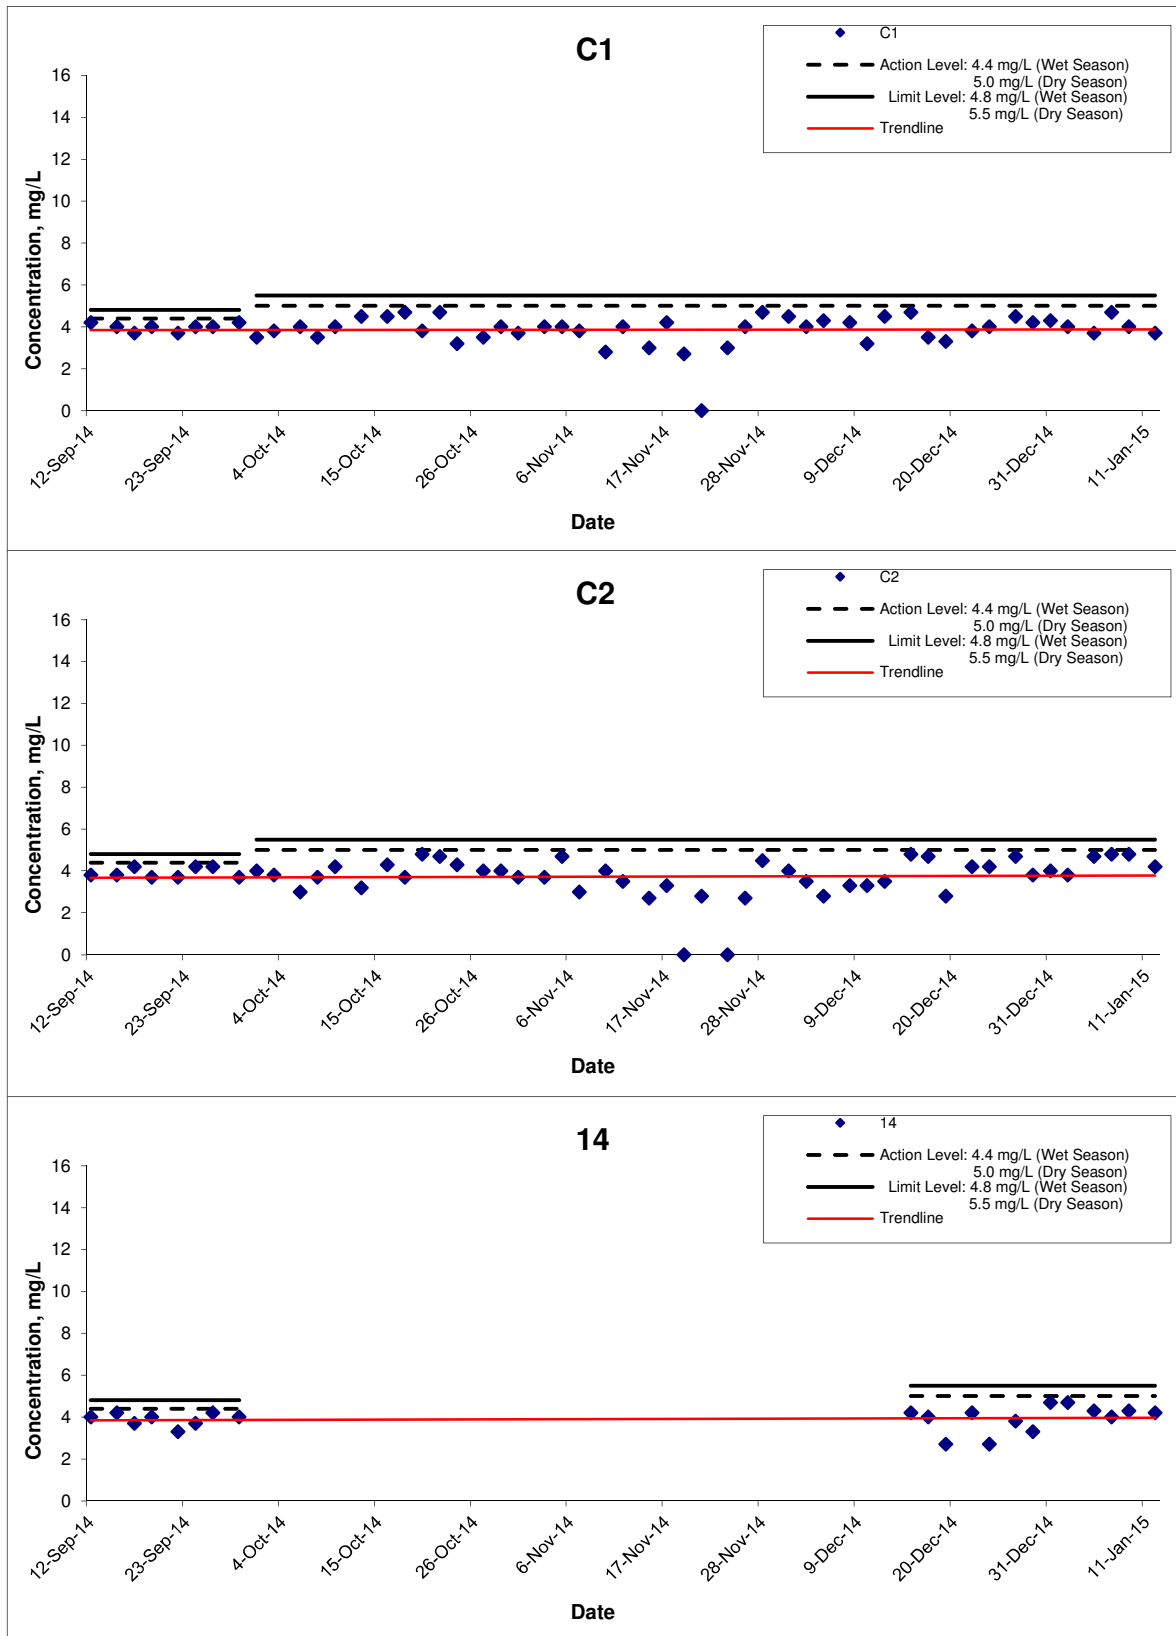 C1
C1
Action Level: 4.4 mg/L (Wet Season)
5.0 mg/L (Dry Season)
Limit Level: 4.8 mg/L (Wet Season)
5.5 mg/L (Dry Season)
Trendline
Concentration, mg/L
16
14
12
10
8
6
4
2
0
12-Sep-14
23-Sep-14
4-Oct-14
15-Oct-14
26-Oct-14
6-Nov-14
17-Nov-14
28-Nov-14
9-Dec-14
20-Dec-14
31-Dec-14
11-Jan-15
Date
C2
C2
Action Level: 4.4 mg/L (Wet Season)
5.0 mg/L (Dry Season)
Limit Level: 4.8 mg/L (Wet Season)
5.5 mg/L (Dry Season)
Trendline
Concentration, mg/L
16
14
12
10
8
6
4
2
0
12-Sep-14
23-Sep-14
4-Oct-14
15-Oct-14
26-Oct-14
6-Nov-14
17-Nov-14
28-Nov-14
9-Dec-14
20-Dec-14
31-Dec-14
11-Jan-15
Date
14
14
Action Level: 4.4 mg/L (Wet Season)
5.0 mg/L (Dry Season)
Limit Level: 4.8 mg/L (Wet Season)
5.5 mg/L (Dry Season)
Trendline
Concentration, mg/L
16
14
12
10
8
6
4
2
0
12-Sep-14
23-Sep-14
4-Oct-14
15-Oct-14
26-Oct-14
6-Nov-14
17-Nov-14
28-Nov-14
9-Dec-14
20-Dec-14
31-Dec-14
11-Jan-15
Date